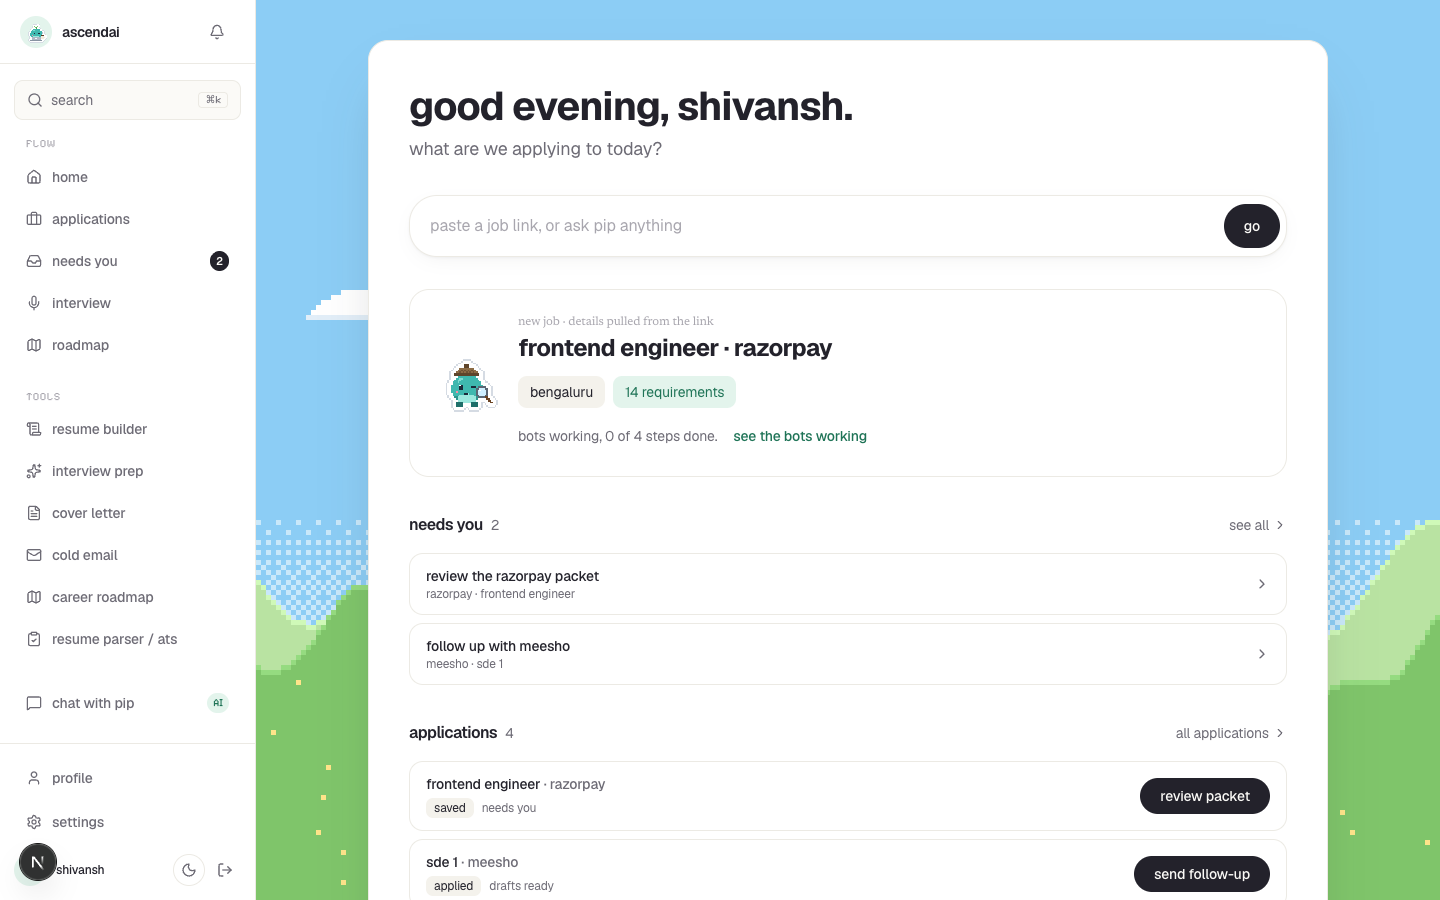 ascendai
search
⌘k
FLOW
home
applications
needs you
2
interview
roadmap
TOOLS
resume builder
interview prep
cover letter
cold email
career roadmap
resume parser / ats
chat with pip
AI
profile
settings
N
shivansh
good evening, shivansh.
what are we applying to today?
paste a job link, or ask pip anything
go
new job · details pulled from the link
frontend engineer · razorpay
bengaluru
14 requirements
bots working, 0 of 4 steps done. see the bots working
needs you 2
see all
review the razorpay packet
razorpay · frontend engineer
follow up with meesho
meesho · sde 1
applications 4
all applications
frontend engineer · razorpay
saved needs you
review packet
sde 1 · meesho
applied drafts ready
send follow-up